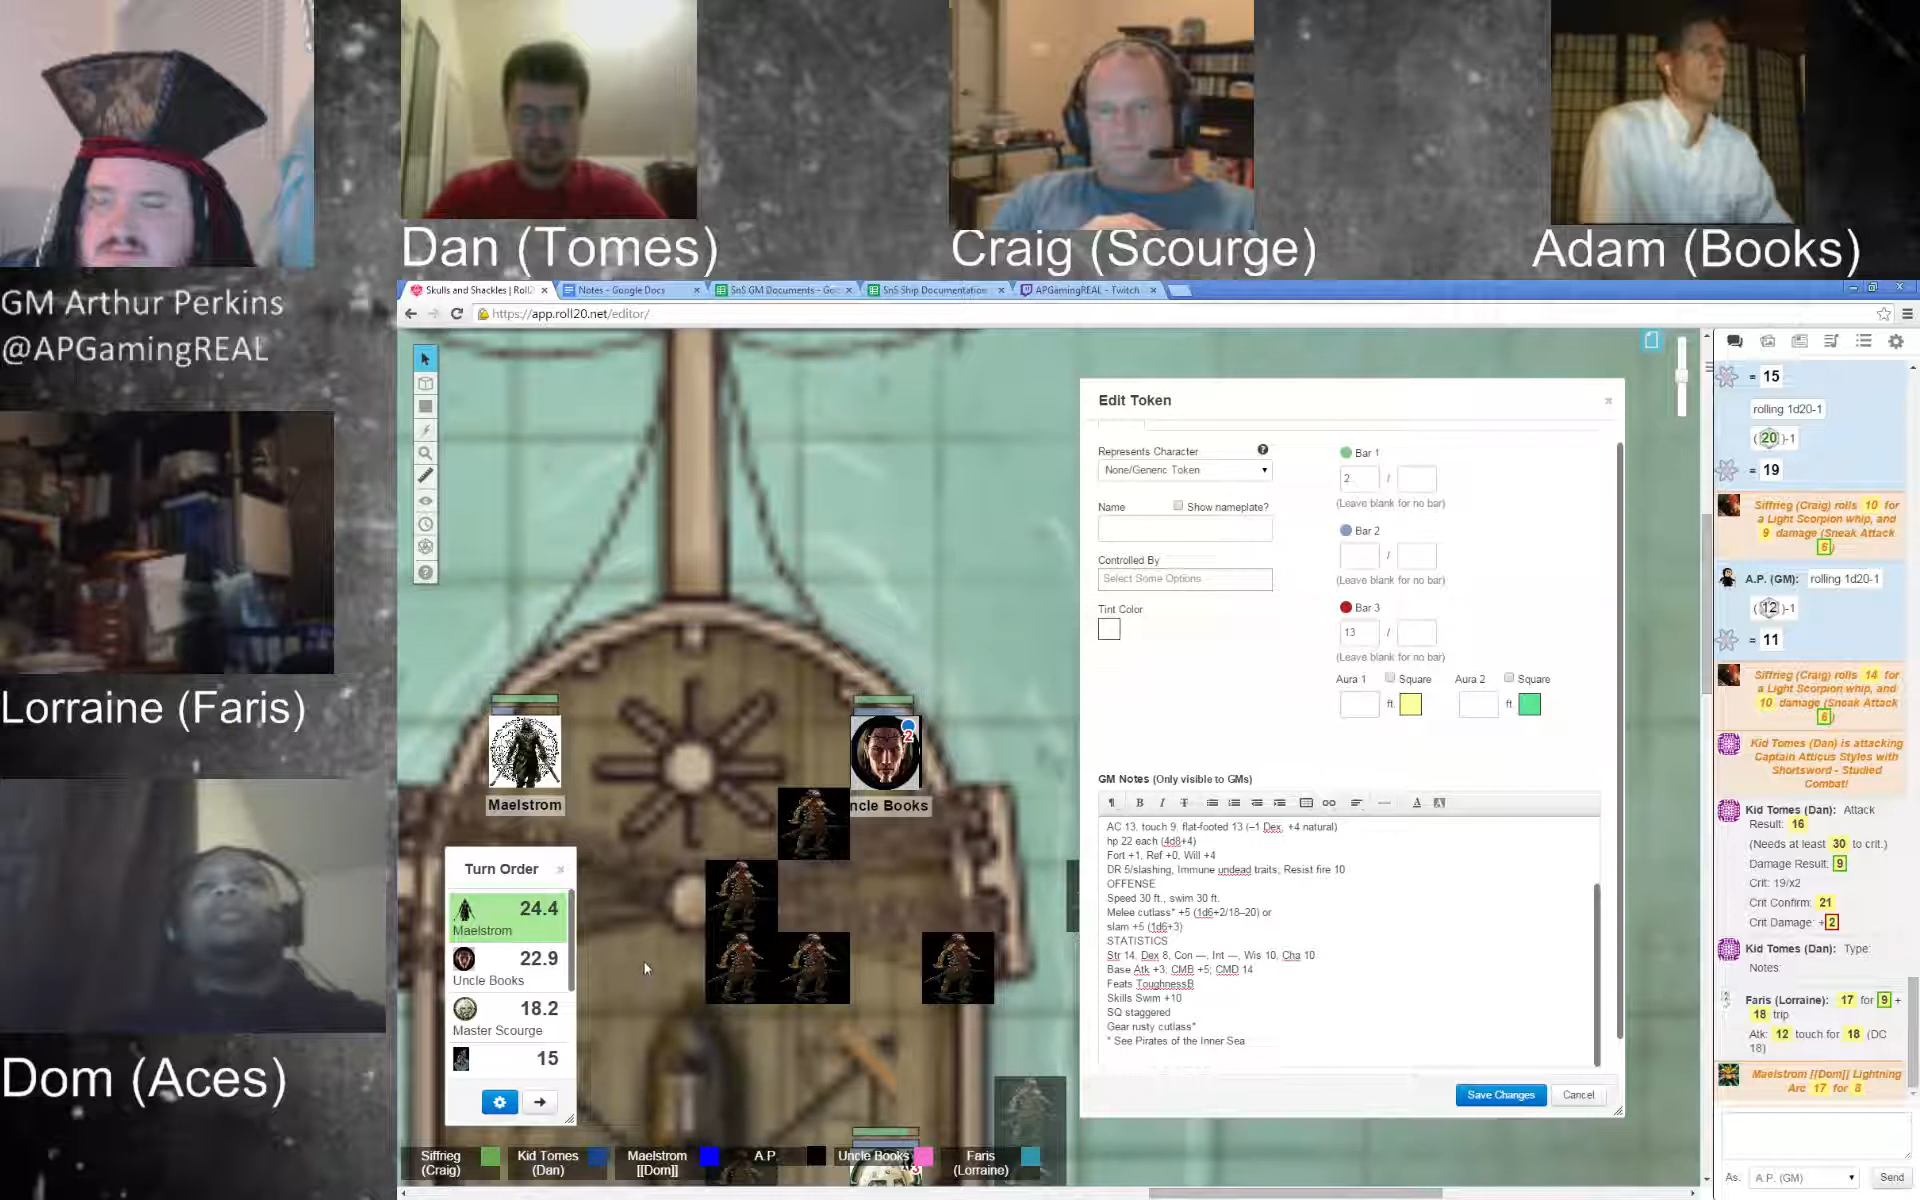 Dan (Tomes)
Craig (Scourge)
Adam (Books)
GM Arthur Perkins
@APGamingREAL
Lorraine (Faris)
Dom (Aces)
Skulls and Shackles | Roll2
Notes - Google Docs
SnS GM Documents - Goo
SnS Ship Documentation
APGamingREAL - Twitch
https://app.roll20.net/editor/
Maelstrom
2
ncle Books
Turn Order
24.4
Maelstrom
22.9
Uncle Books
18.2
Master Scourge
15
Siffrieg
(Craig)
Kid Tomes
(Dan)
Maelstrom
[[Dom]]
A.P.
Uncle Books
Faris
(Lorraine)
Edit Token
Represents Character
None/Generic Token
Name
Show nameplate?
Controlled By
Select Some Options
Tint Color
Bar 1
2 /
(Leave blank for no bar)
Bar 2
/
(Leave blank for no bar)
Bar 3
13 /
(Leave blank for no bar)
Aura 1 Square Aura 2 Square
ft. ft.
GM Notes (Only visible to GMs)
AC 13, touch 9, flat-footed 13 (–1 Dex, +4 natural)
hp 22 each (4d8+4)
Fort +1, Ref +0, Will +4
DR 5/slashing, Immune undead traits; Resist fire 10
OFFENSE
Speed 30 ft., swim 30 ft.
Melee cutlass* +5 (1d6+2/18–20) or
slam +5 (1d6+3)
STATISTICS
Str 14, Dex 8, Con —, Int —, Wis 10, Cha 10
Base Atk +3; CMB +5; CMD 14
Feats ToughnessB
Skills Swim +10
SQ staggered
Gear rusty cutlass*
* See Pirates of the Inner Sea
Save Changes
Cancel
= 15
rolling 1d20-1
(20)-1
= 19
Siffrieg (Craig) rolls 10 for
a Light Scorpion whip, and
9 damage (Sneak Attack
6)
A.P. (GM): rolling 1d20-1
(12)-1
= 11
Siffrieg (Craig) rolls 14 for
a Light Scorpion whip, and
10 damage (Sneak Attack
6)
Kid Tomes (Dan) is attacking
Captain Atticus Styles with
Shortsword - Studied
Combat!
Kid Tomes (Dan): Attack
Result: 16
(Needs at least 30 to crit.)
Damage Result: 9
Crit: 19/x2
Crit Confirm: 21
Crit Damage: +2
Kid Tomes (Dan): Type:
Notes:
Faris (Lorraine): 17 for 9 +
18 trip
Atk: 12 touch for 18 (DC
18)
Maelstrom [[Dom]] Lightning
Arc 17 for 8
As: A.P. (GM)
Send